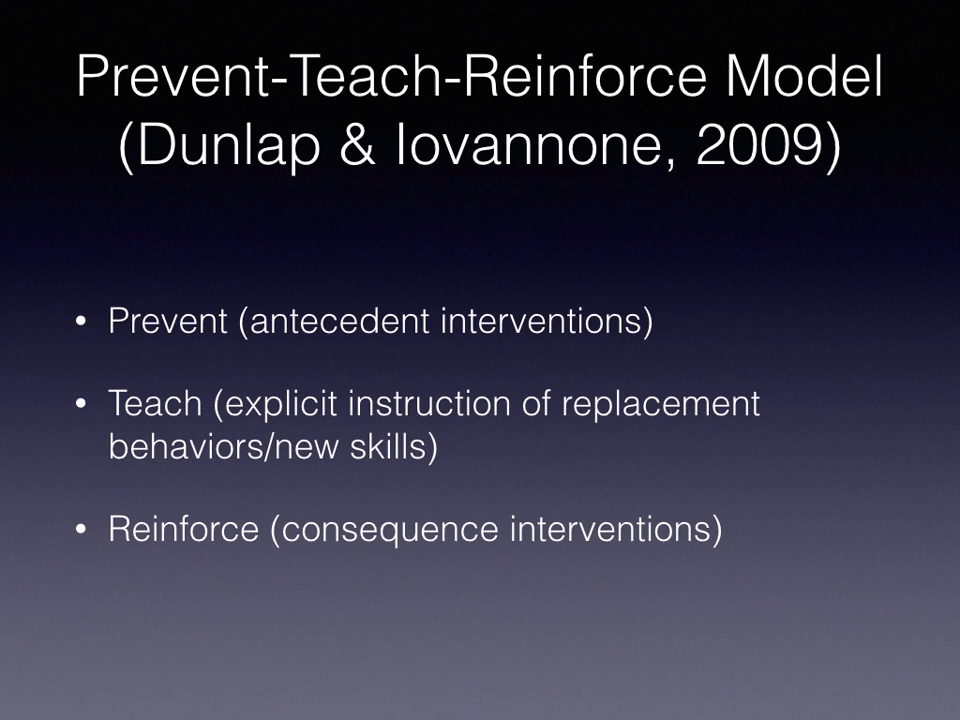 Prevent-Teach-Reinforce Model
(Dunlap & Iovannone, 2009)
• Prevent (antecedent interventions)
• Teach (explicit instruction of replacement
behaviors/new skills)
• Reinforce (consequence interventions)